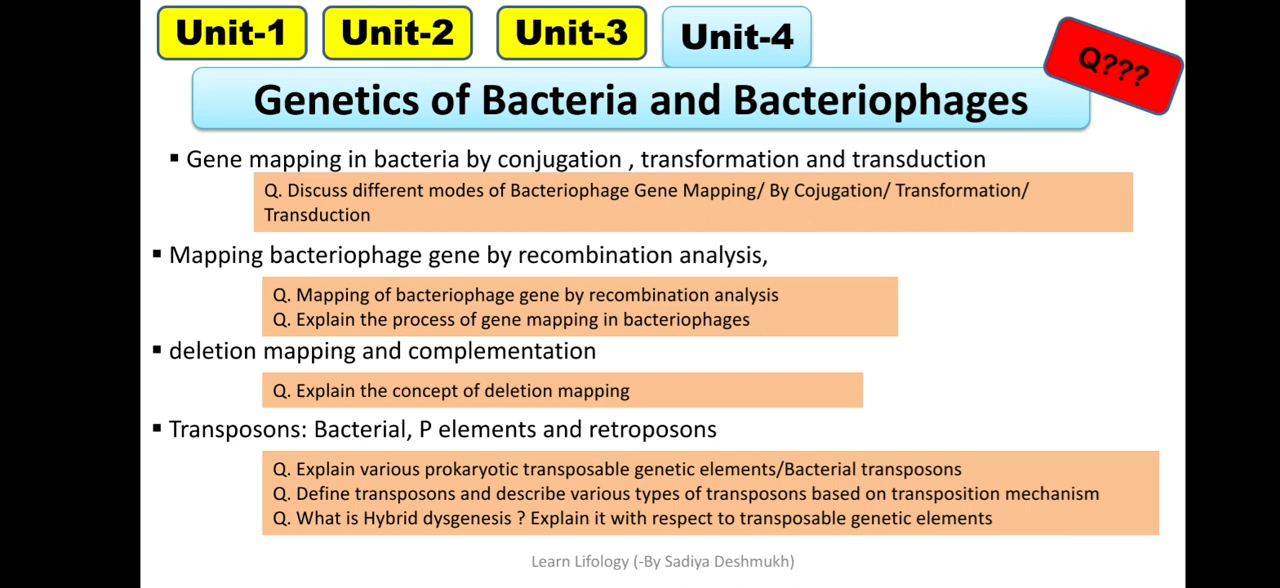 Unit-1 Unit-2 Unit-3 Unit-4
Q???
Genetics of Bacteria and Bacteriophages
▪ Gene mapping in bacteria by conjugation , transformation and transduction
Q. Discuss different modes of Bacteriophage Gene Mapping/ By Cojugation/ Transformation/
Transduction
▪ Mapping bacteriophage gene by recombination analysis,
Q. Mapping of bacteriophage gene by recombination analysis
Q. Explain the process of gene mapping in bacteriophages
▪ deletion mapping and complementation
Q. Explain the concept of deletion mapping
▪ Transposons: Bacterial, P elements and retroposons
Q. Explain various prokaryotic transposable genetic elements/Bacterial transposons
Q. Define transposons and describe various types of transposons based on transposition mechanism
Q. What is Hybrid dysgenesis ? Explain it with respect to transposable genetic elements
Learn Lifology (-By Sadiya Deshmukh)